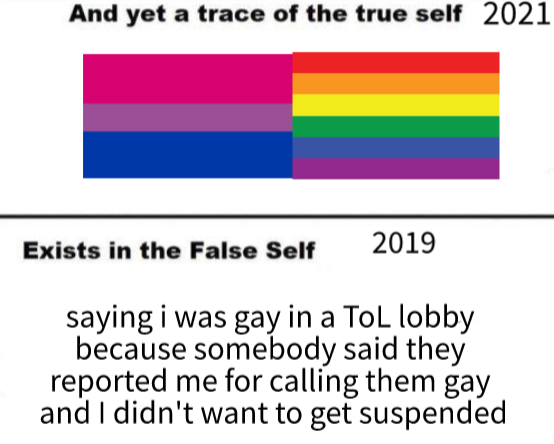 And yet a trace of the true self 2021
Exists in the False Self 2019
saying i was gay in a ToL lobby
because somebody said they
reported me for calling them gay
and I didn't want to get suspended